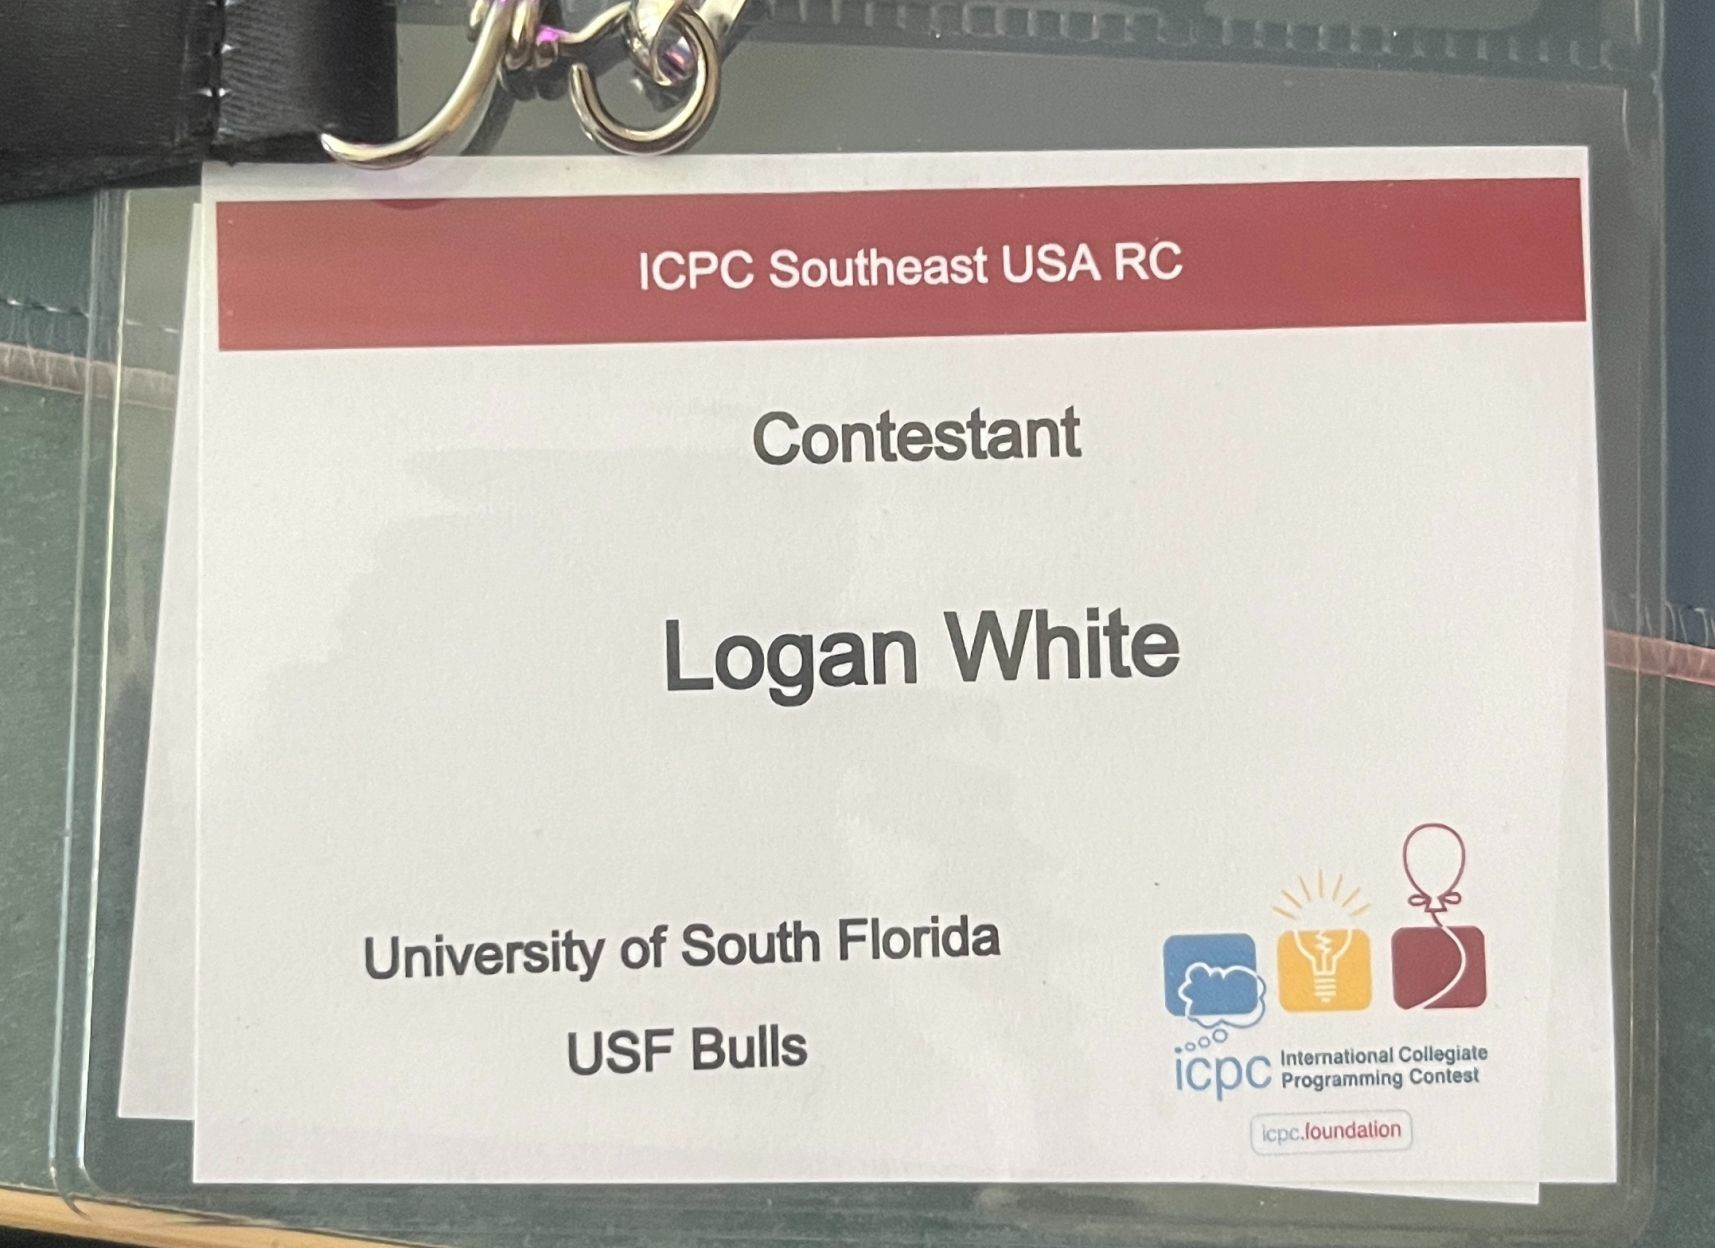 ICPC Southeast USA RC
Contestant
Logan White
University of South Florida
USF Bulls
icpc International Collegiate
Programming Contest
icpc.foundation